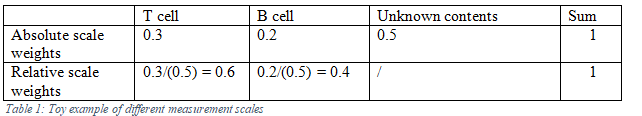 T cell B cell Unknown contents Sum
Absolute scale weights 0.3 0.2 0.5 1
Relative scale weights 0.3/(0.5) = 0.6 0.2/(0.5) = 0.4 / 1
Table 1: Toy example of different measurement scales